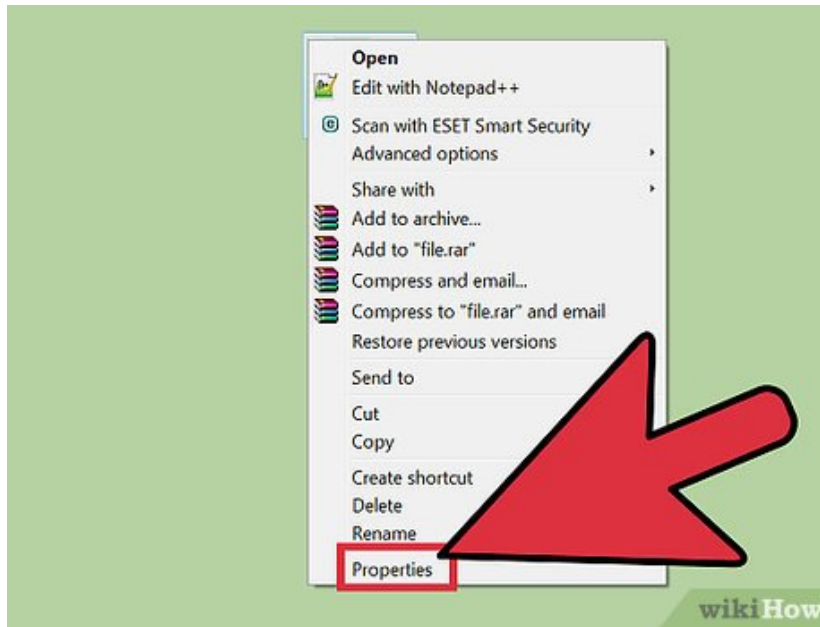 Open
Edit with Notepad++
Scan with ESET Smart Security
Advanced options
Share with
Add to archive...
Add to "file.rar"
Compress and email...
Compress to "file.rar" and email
Restore previous versions
Send to
Cut
Copy
Create shortcut
Delete
Rename
Properties
wikiHow